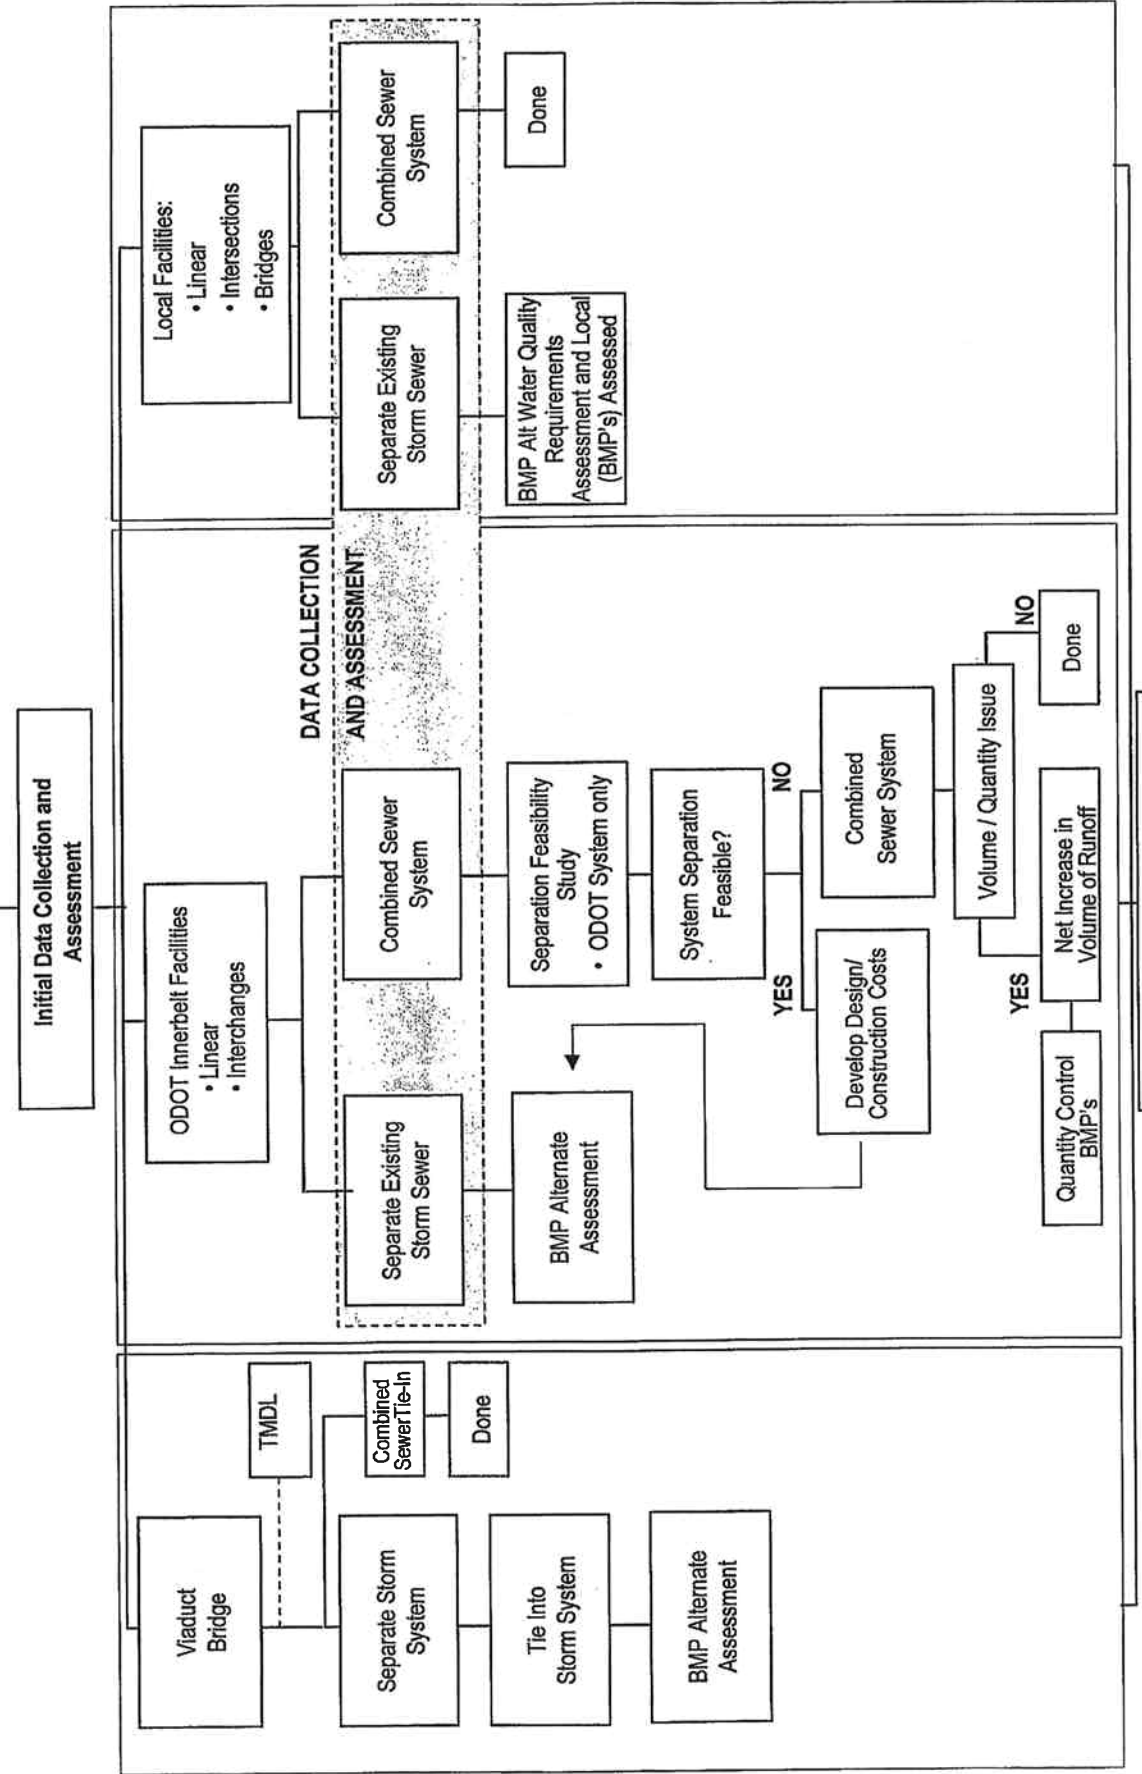 Initial Data Collection and
Assessment
Viaduct
Bridge
TMDL
Separate Storm
System
Combined
SewerTie-In
Tie Into
Storm System
Done
BMP Alternate
Assessment
ODOT Innerbelt Facilities
• Linear
• Interchanges
DATA COLLECTION
AND ASSESSMENT
Separate Existing
Storm Sewer
Combined Sewer
System
BMP Alternate
Assessment
Separation Feasibility
Study
• ODOT System only
System Separation
Feasible?
YES
NO
Develop Design/
Construction Costs
Combined
Sewer System
Volume / Quantity Issue
YES
NO
Quantity Control
BMP's
Net Increase in
Volume of Runoff
Done
Local Facilities:
• Linear
• Intersections
• Bridges
Separate Existing
Storm Sewer
Combined Sewer
System
BMP Alt Water Quality
Requirements
Assessment and Local
(BMP's) Assessed
Done